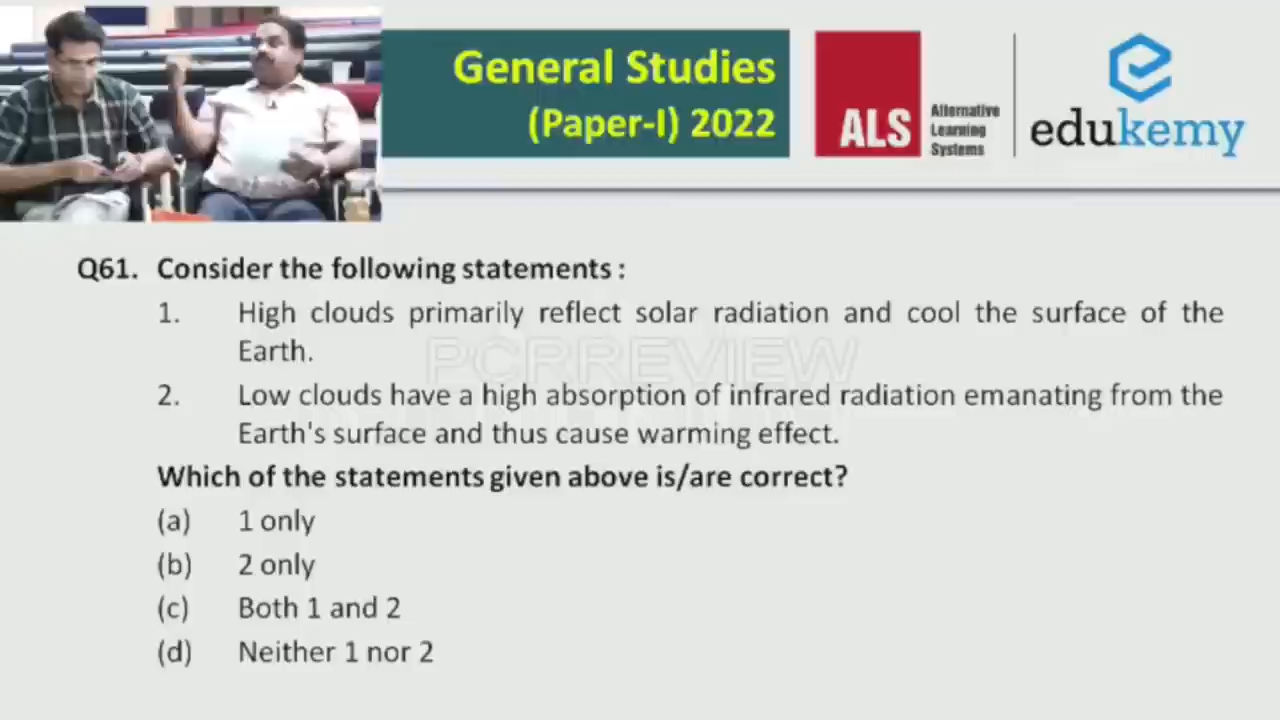 General Studies
(Paper-I) 2022
ALS
Alternative
Learning
Systems
edukemy
Q61. Consider the following statements :
1. High clouds primarily reflect solar radiation and cool the surface of the
Earth.
PCRREVIEW
2. Low clouds have a high absorption of infrared radiation emanating from the
Earth's surface and thus cause warming effect.
Which of the statements given above is/are correct?
(a) 1 only
(b) 2 only
(c) Both 1 and 2
(d) Neither 1 nor 2